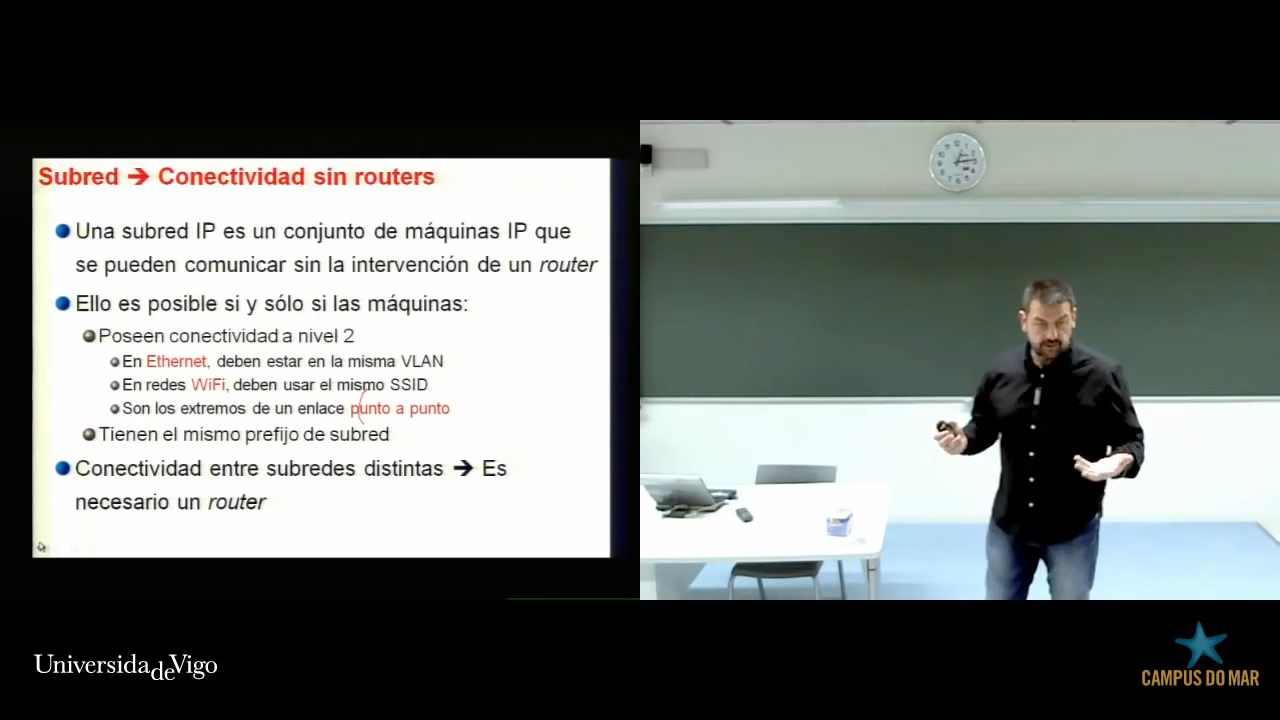 Subred ➔ Conectividad sin routers
Una subred IP es un conjunto de máquinas IP que
se pueden comunicar sin la intervención de un router
Ello es posible si y sólo si las máquinas:
Poseen conectividad a nivel 2
En Ethernet, deben estar en la misma VLAN
En redes WiFi, deben usar el mismo SSID
Son los extremos de un enlace punto a punto
Tienen el mismo prefijo de subred
Conectividad entre subredes distintas ➔ Es
necesario un router
UniversidadeVigo
CAMPUS DO MAR